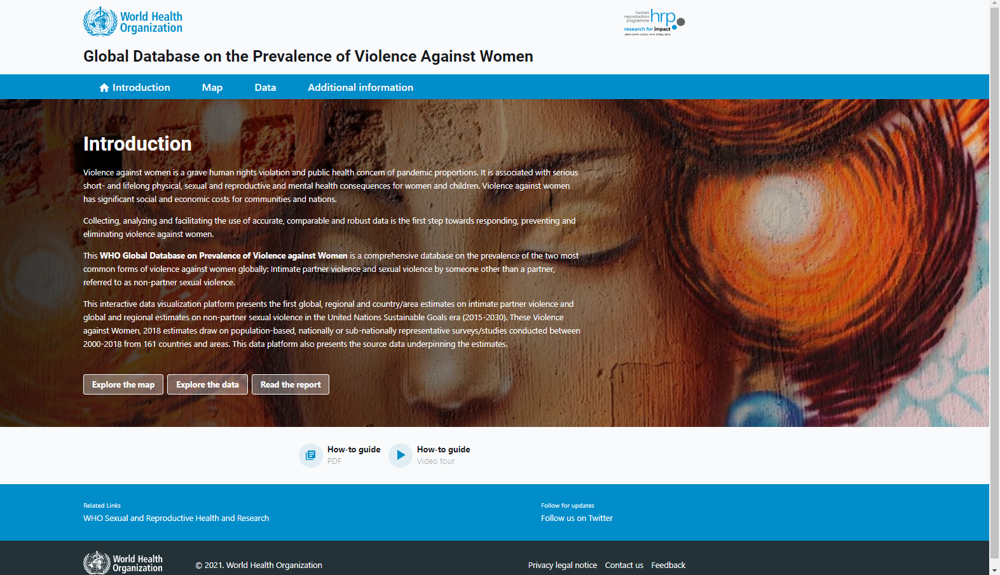 World Health
Organization
human
reproduction
programme
hrp
research for impact
Global Database on the Prevalence of Violence Against Women
Introduction
Map
Data
Additional information
Introduction
Violence against women is a grave human rights violation and public health concern of pandemic proportions. It is associated with serious
short- and lifelong physical, sexual and reproductive and mental health consequences for women and children. Violence against women
has significant social and economic costs for communities and nations.
Collecting, analyzing and facilitating the use of accurate, comparable and robust data is the first step towards responding, preventing and
eliminating violence against women.
This WHO Global Database on Prevalence of Violence against Women is a comprehensive database on the prevalence of the two most
common forms of violence against women globally: Intimate partner violence and sexual violence by someone other than a partner,
referred to as non-partner sexual violence.
This interactive data visualization platform presents the first global, regional and country/area estimates on intimate partner violence and
global and regional estimates on non-partner sexual violence in the United Nations Sustainable Goals era (2015-2030). These Violence
against Women, 2018 estimates draw on population-based, nationally or sub-nationally representative surveys/studies conducted between
2000-2018 from 161 countries and areas. This data platform also presents the source data underpinning the estimates.
Explore the map
Explore the data
Read the report
How-to guide
PDF
How-to guide
Video tour
Related Links
WHO Sexual and Reproductive Health and Research
Follow for updates
Follow us on Twitter
World Health
Organization
© 2021. World Health Organization
Privacy legal notice
Contact us
Feedback